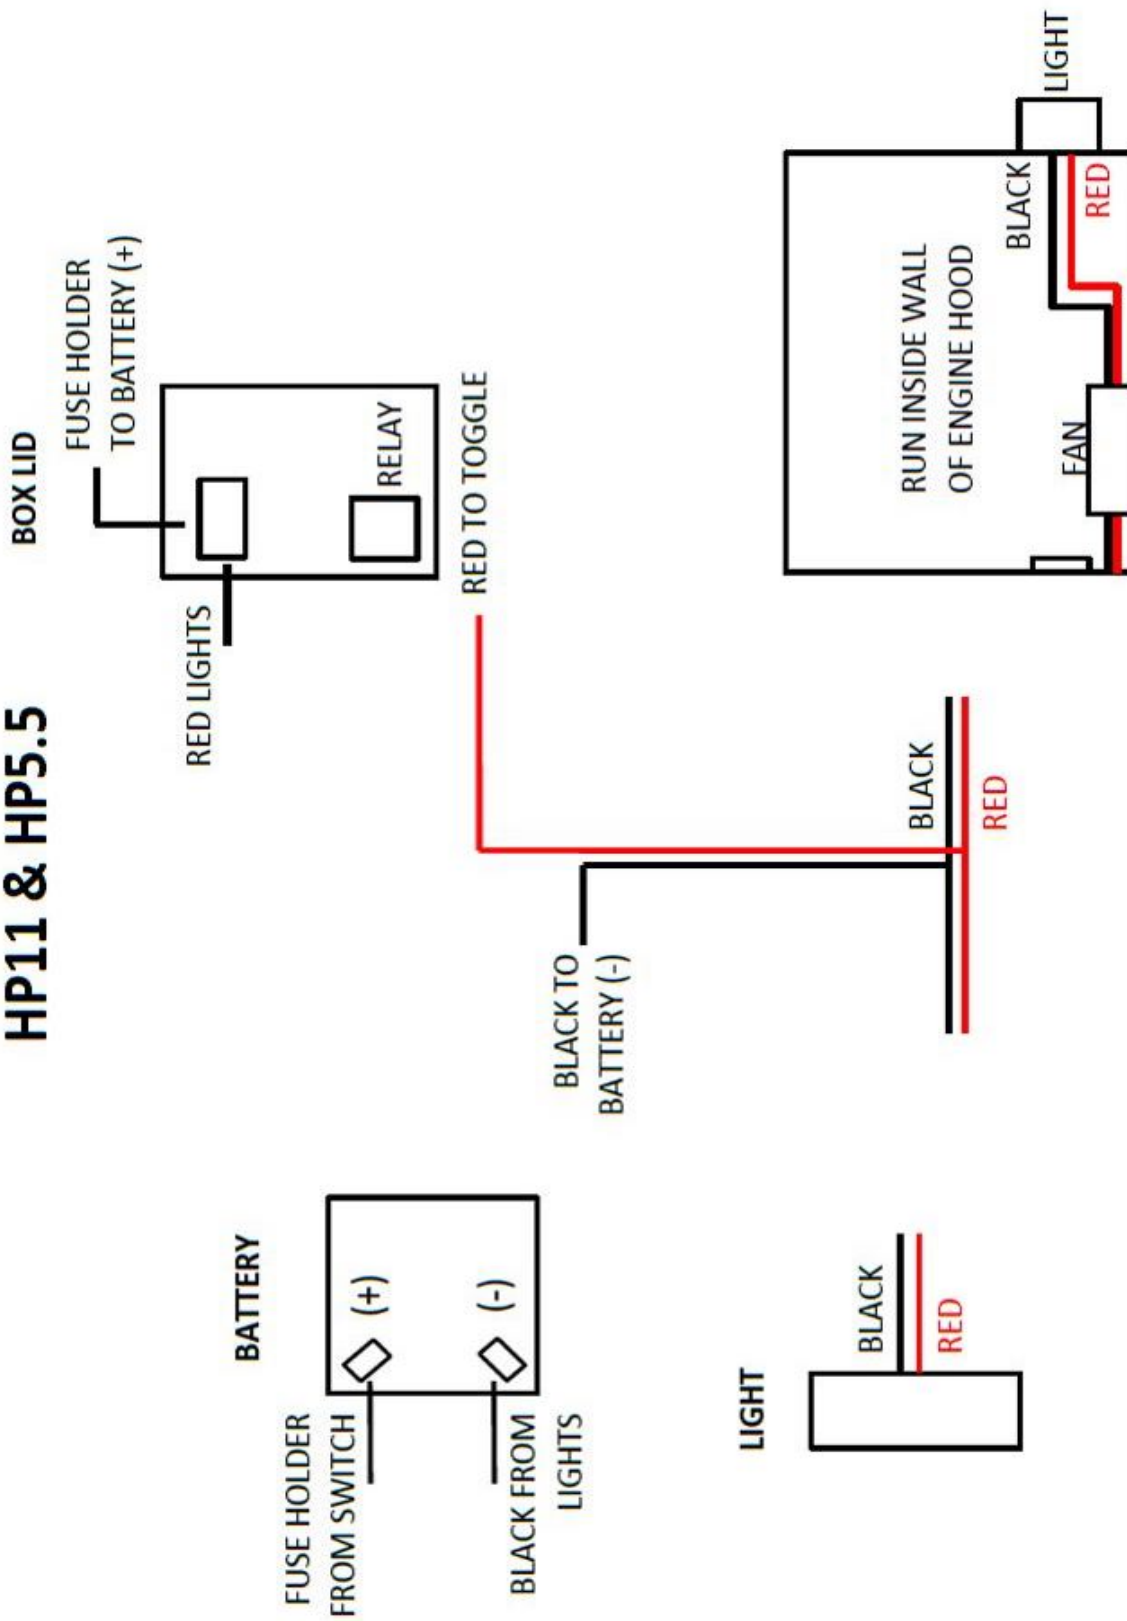 HP11 & HP5.5
BATTERY
FUSE HOLDER
FROM SWITCH
(+)
(-)
BLACK FROM
LIGHTS
BOX LID
FUSE HOLDER
TO BATTERY (+)
RED LIGHTS
RELAY
RED TO TOGGLE
BLACK TO
BATTERY (-)
LIGHT
BLACK
RED
BLACK
RED
RUN INSIDE WALL
OF ENGINE HOOD
FAN
BLACK
RED
LIGHT